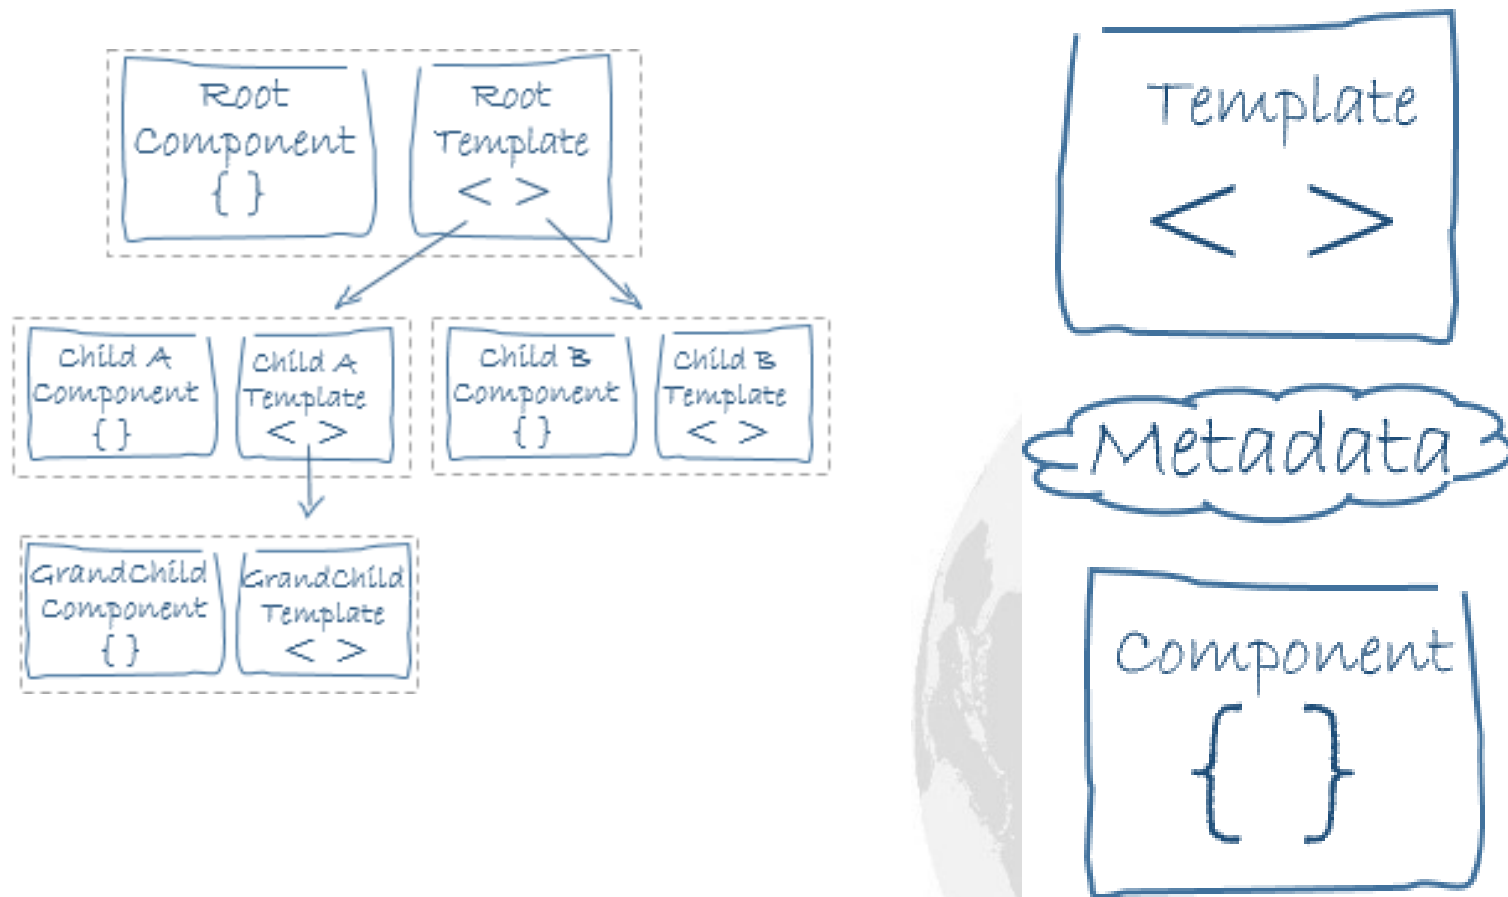 Root
Component
{ }
Root
Template
< >
Child A
Component
{ }
Child A
Template
< >
Child B
Component
{ }
Child B
Template
< >
GrandChild
Component
{ }
GrandChild
Template
< >
Template
< >
Metadata
Component
{ }